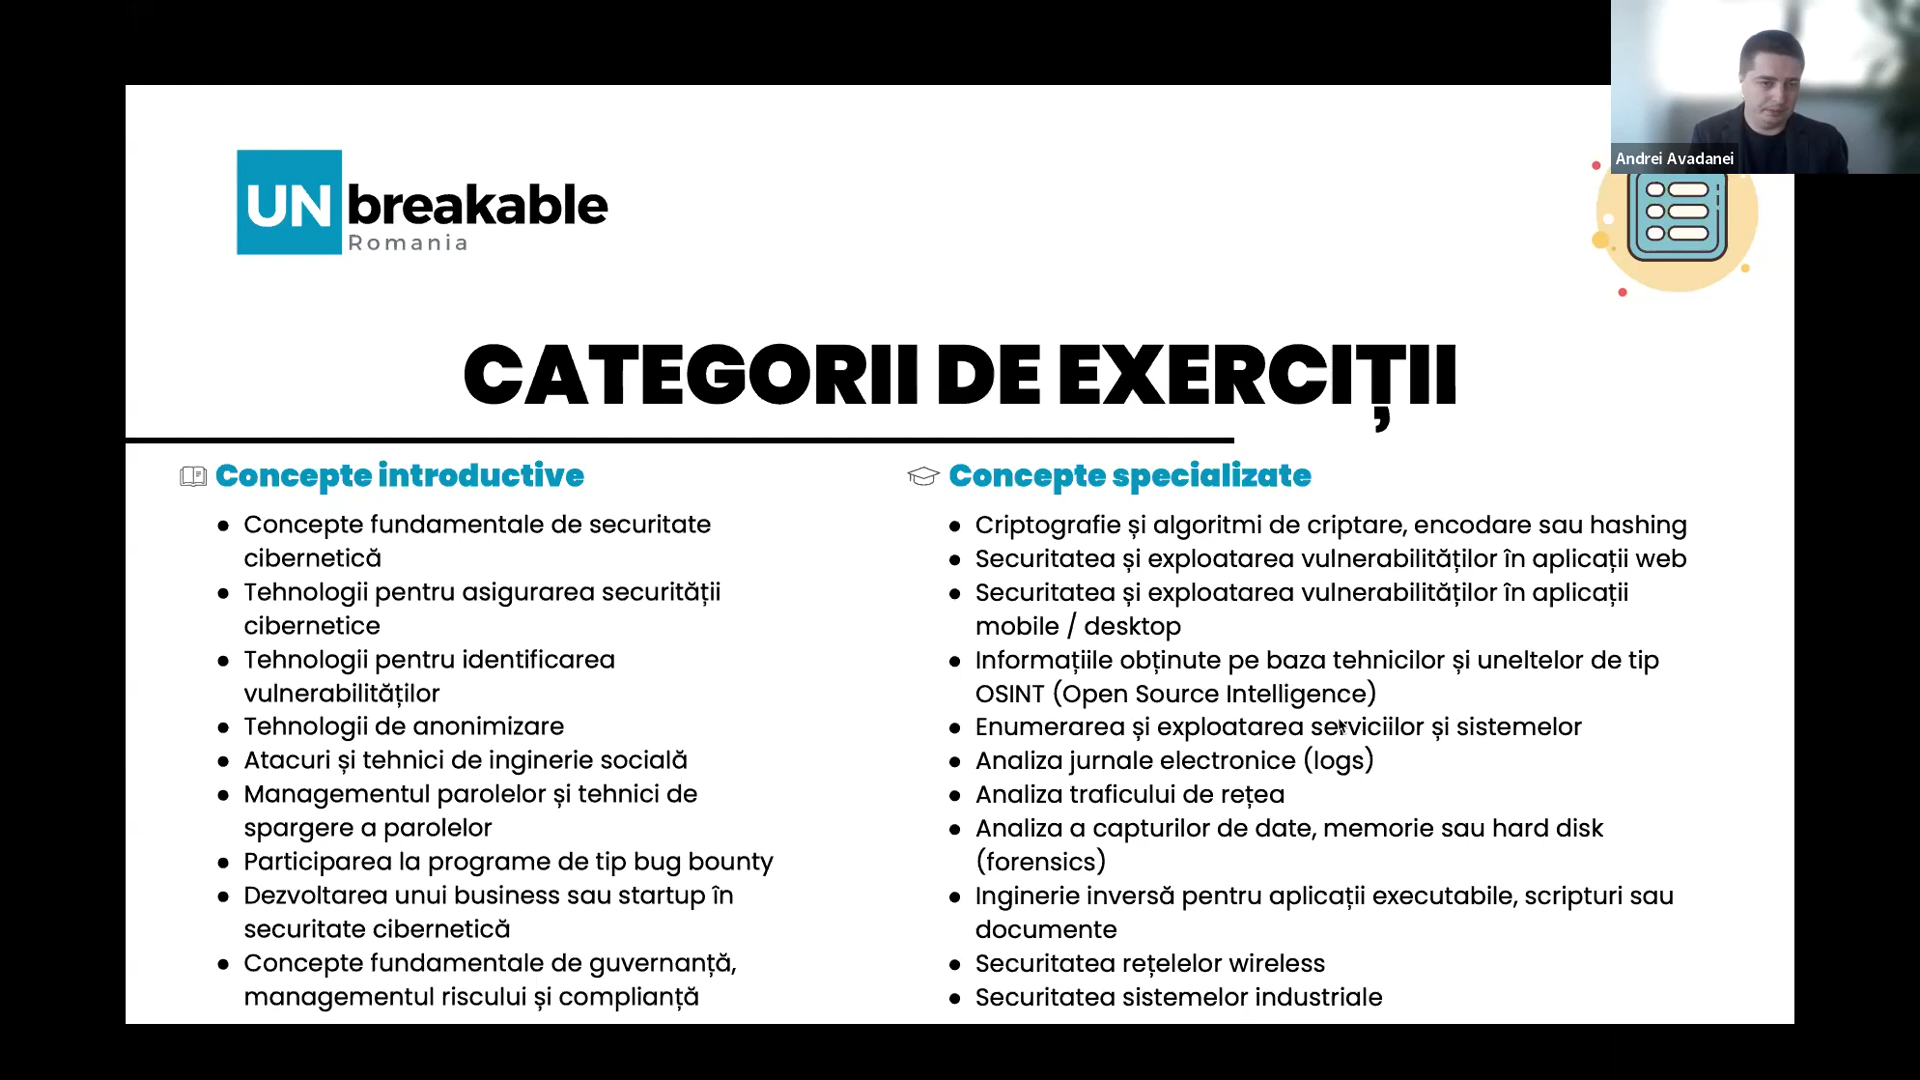 Andrei Avadanei
UNbreakable
Romania
CATEGORII DE EXERCIȚII
Concepte introductive
• Concepte fundamentale de securitate
cibernetică
• Tehnologii pentru asigurarea securității
cibernetice
• Tehnologii pentru identificarea
vulnerabilităților
• Tehnologii de anonimizare
• Atacuri și tehnici de inginerie socială
• Managementul parolelor și tehnici de
spargere a parolelor
• Participarea la programe de tip bug bounty
• Dezvoltarea unui business sau startup în
securitate cibernetică
• Concepte fundamentale de guvernanță,
managementul riscului și complianță
Concepte specializate
• Criptografie și algoritmi de criptare, encodare sau hashing
• Securitatea și exploatarea vulnerabilităților în aplicații web
• Securitatea și exploatarea vulnerabilităților în aplicații
mobile / desktop
• Informațiile obținute pe baza tehnicilor și uneltelor de tip
OSINT (Open Source Intelligence)
• Enumerarea și exploatarea serviciilor și sistemelor
• Analiza jurnale electronice (logs)
• Analiza traficului de rețea
• Analiza a capturilor de date, memorie sau hard disk
(forensics)
• Inginerie inversă pentru aplicații executabile, scripturi sau
documente
• Securitatea rețelelor wireless
• Securitatea sistemelor industriale